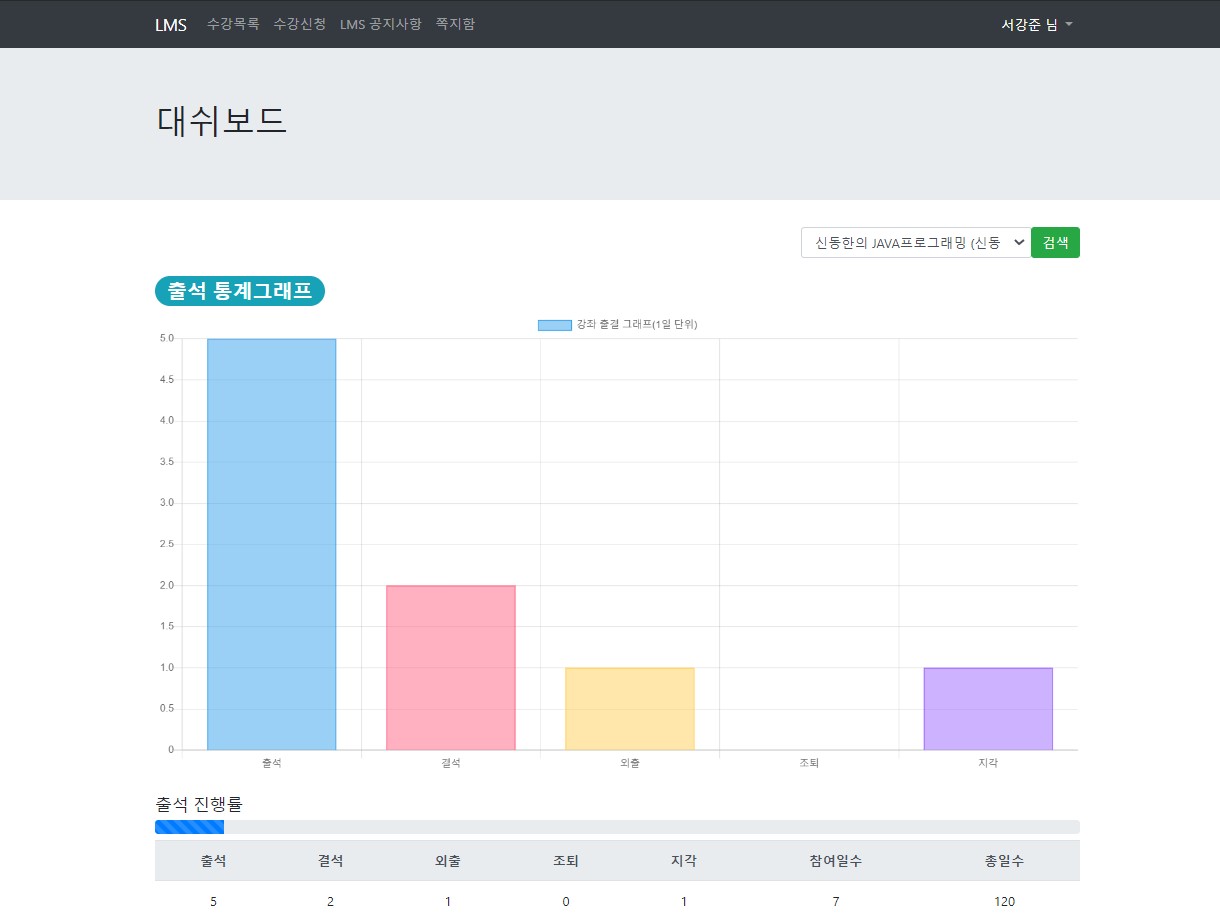 LMS 수강목록 수강신청 LMS 공지사항 쪽지함 서강준 님
대쉬보드
신동한의 JAVA프로그래밍 (신동 검색
출석 통계그래프
강좌 출결 그래프(1일 단위)
5.0
4.5
4.0
3.5
3.0
2.5
2.0
1.5
1.0
0.5
0
출석 결석 외출 조퇴 지각
출석 진행률
출석 결석 외출 조퇴 지각 참여일수 총일수
5 2 1 0 1 7 120